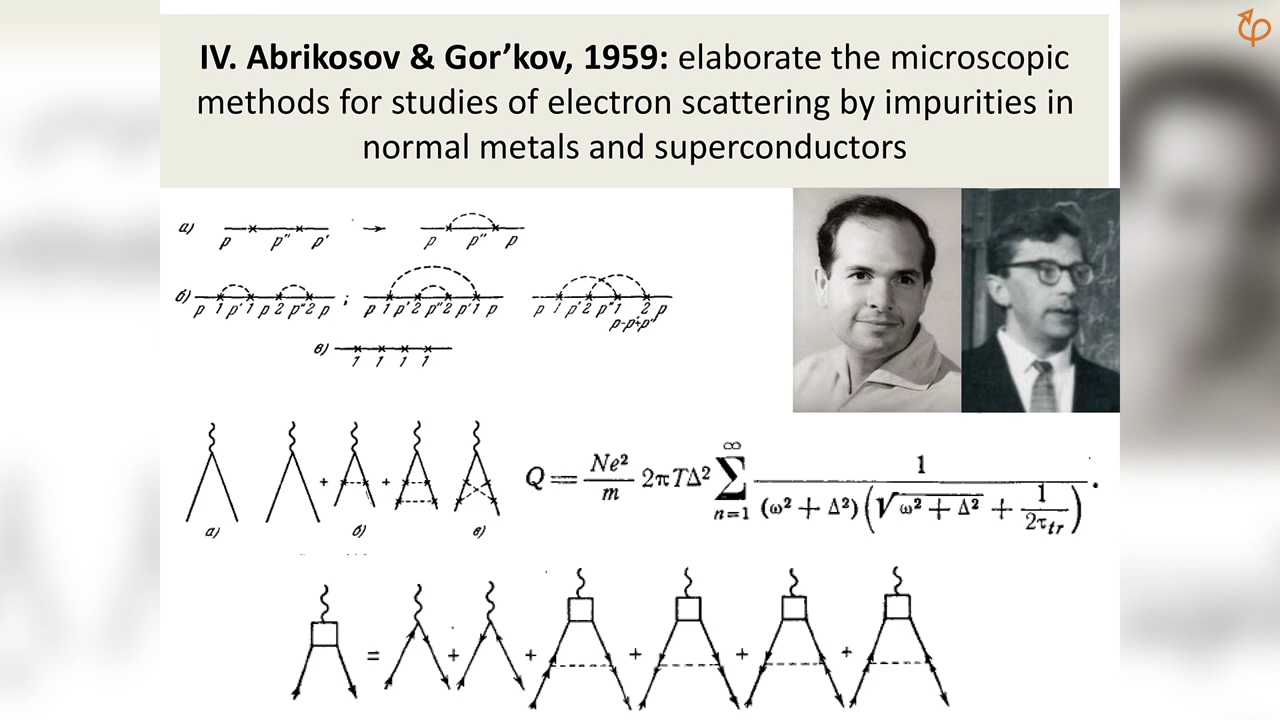 IV. Abrikosov & Gor’kov, 1959: elaborate the microscopic
methods for studies of electron scattering by impurities in
normal metals and superconductors
а)
p p'' p' → p p'' p
б)
p 1 p' 1 p 2 p'' 2 p ; p 1 p' 2 p'' 2 p' 1 p p 1 p' 2 p'' 1 2 p
p-p'+p''
в)
1 1 1 1
+ +
а) б) в)
Q = Ne²/m 2πTΔ² ∑ n=1 ∞ 1 / (ω² + Δ²) (√ω² + Δ² + 1/2τtr) .
= + + + + +